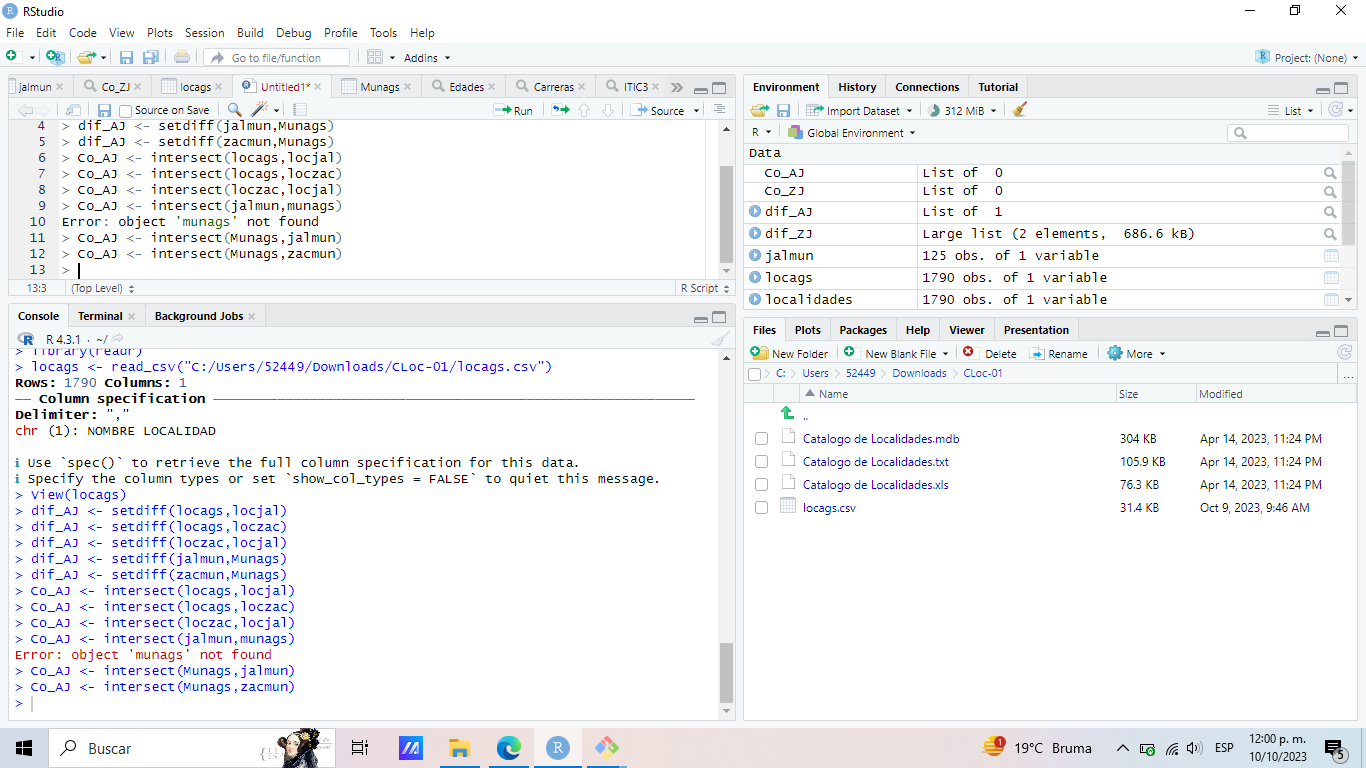 RStudio
File Edit Code View Plots Session Build Debug Profile Tools Help
Go to file/function Addins Project: (None)
jalmun Co_ZJ locags Untitled1* Munags Edades Carreras ITIC3
Source on Save Run Source
4 > dif_AJ <- setdiff(jalmun,Munags)
5 > dif_AJ <- setdiff(zacmun,Munags)
6 > Co_AJ <- intersect(locags,locjal)
7 > Co_AJ <- intersect(locags,loczac)
8 > Co_AJ <- intersect(loczac,locjal)
9 > Co_AJ <- intersect(jalmun,munags)
10 Error: object 'munags' not found
11 > Co_AJ <- intersect(Munags,jalmun)
12 > Co_AJ <- intersect(Munags,zacmun)
13 >
13:3 (Top Level) R Script
Console Terminal Background Jobs
R 4.3.1 · ~/
> library(readr)
> locags <- read_csv("C:/Users/52449/Downloads/CLoc-01/locags.csv")
Rows: 1790 Columns: 1
── Column specification ──
Delimiter: ","
chr (1): NOMBRE LOCALIDAD
ℹ Use `spec()` to retrieve the full column specification for this data.
ℹ Specify the column types or set `show_col_types = FALSE` to quiet this message.
> View(locags)
> dif_AJ <- setdiff(locags,locjal)
> dif_AJ <- setdiff(locags,loczac)
> dif_AJ <- setdiff(loczac,locjal)
> dif_AJ <- setdiff(jalmun,Munags)
> dif_AJ <- setdiff(zacmun,Munags)
> Co_AJ <- intersect(locags,locjal)
> Co_AJ <- intersect(locags,loczac)
> Co_AJ <- intersect(loczac,locjal)
> Co_AJ <- intersect(jalmun,munags)
Error: object 'munags' not found
> Co_AJ <- intersect(Munags,jalmun)
> Co_AJ <- intersect(Munags,zacmun)
>
Environment History Connections Tutorial
Import Dataset 312 MiB List
R Global Environment
Data
Co_AJ List of 0
Co_ZJ List of 0
dif_AJ List of 1
dif_ZJ Large list (2 elements, 686.6 kB)
jalmun 125 obs. of 1 variable
locags 1790 obs. of 1 variable
localidades 1790 obs. of 1 variable
Files Plots Packages Help Viewer Presentation
New Folder New Blank File Delete Rename More
C: Users 52449 Downloads CLoc-01 ...
Name Size Modified
..
Catalogo de Localidades.mdb 304 KB Apr 14, 2023, 11:24 PM
Catalogo de Localidades.txt 105.9 KB Apr 14, 2023, 11:24 PM
Catalogo de Localidades.xls 76.3 KB Apr 14, 2023, 11:24 PM
locags.csv 31.4 KB Oct 9, 2023, 9:46 AM
Buscar 1 19°C Bruma ESP 12:00 p. m.
10/10/2023 5